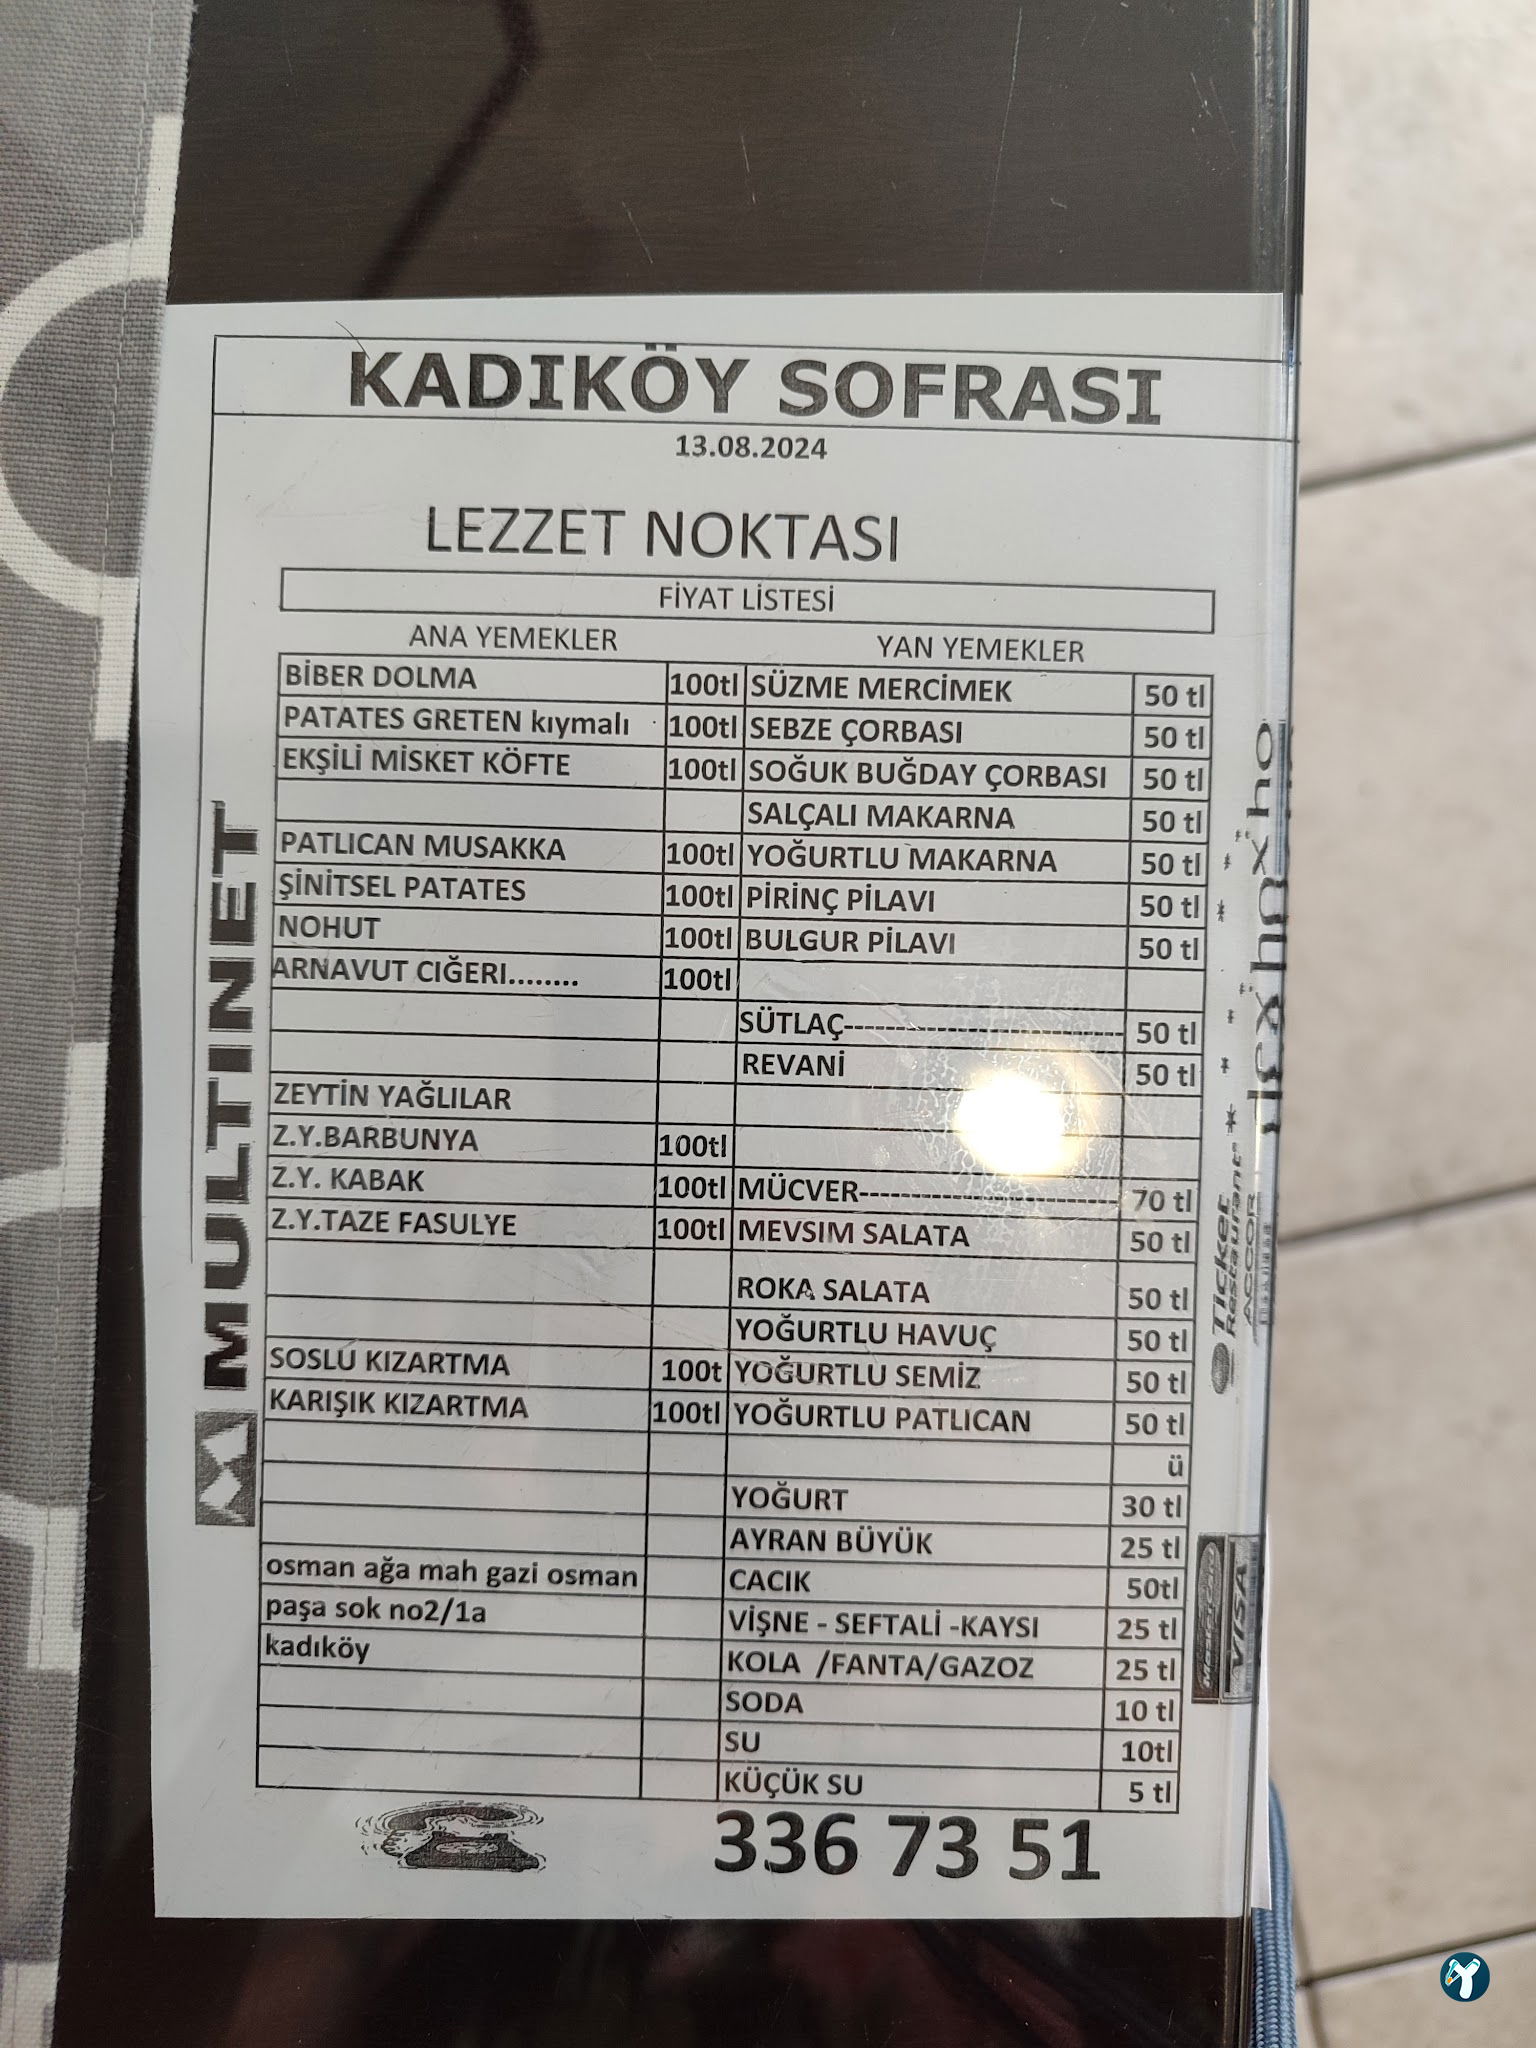 KADIKÖY SOFRASI
13.08.2024
LEZZET NOKTASI
FİYAT LİSTESİ
ANA YEMEKLER YAN YEMEKLER
BİBER DOLMA 100tl SÜZME MERCİMEK 50 tl
PATATES GRETEN kıymalı 100tl SEBZE ÇORBASI 50 tl
EKŞİLİ MİSKET KÖFTE 100tl SOĞUK BUĞDAY ÇORBASI 50 tl
SALÇALI MAKARNA 50 tl
PATLICAN MUSAKKA 100tl YOĞURTLU MAKARNA 50 tl
ŞİNİTSEL PATATES 100tl PİRİNÇ PİLAVI 50 tl
NOHUT 100tl BULGUR PİLAVI 50 tl
ARNAVUT CIĞERI........ 100tl
SÜTLAÇ---------------------------- 50 tl
REVANİ 50 tl
ZEYTİN YAĞLILAR
Z.Y.BARBUNYA 100tl
Z.Y. KABAK 100tl MÜCVER-------------------------- 70 tl
Z.Y.TAZE FASULYE 100tl MEVSIM SALATA 50 tl
ROKA SALATA 50 tl
YOĞURTLU HAVUÇ 50 tl
SOSLU KIZARTMA 100t YOĞURTLU SEMİZ 50 tl
KARIŞIK KIZARTMA 100tl YOĞURTLU PATLICAN 50 tl
ü
YOĞURT 30 tl
AYRAN BÜYÜK 25 tl
osman ağa mah gazi osman CACIK 50tl
paşa sok no2/1a VİŞNE - SEFTALİ -KAYSI 25 tl
kadıköy KOLA /FANTA/GAZOZ 25 tl
SODA 10 tl
SU 10tl
KÜÇÜK SU 5 tl
336 73 51
MULTINET
Ticket
Restaurant
ACCOR
VISA